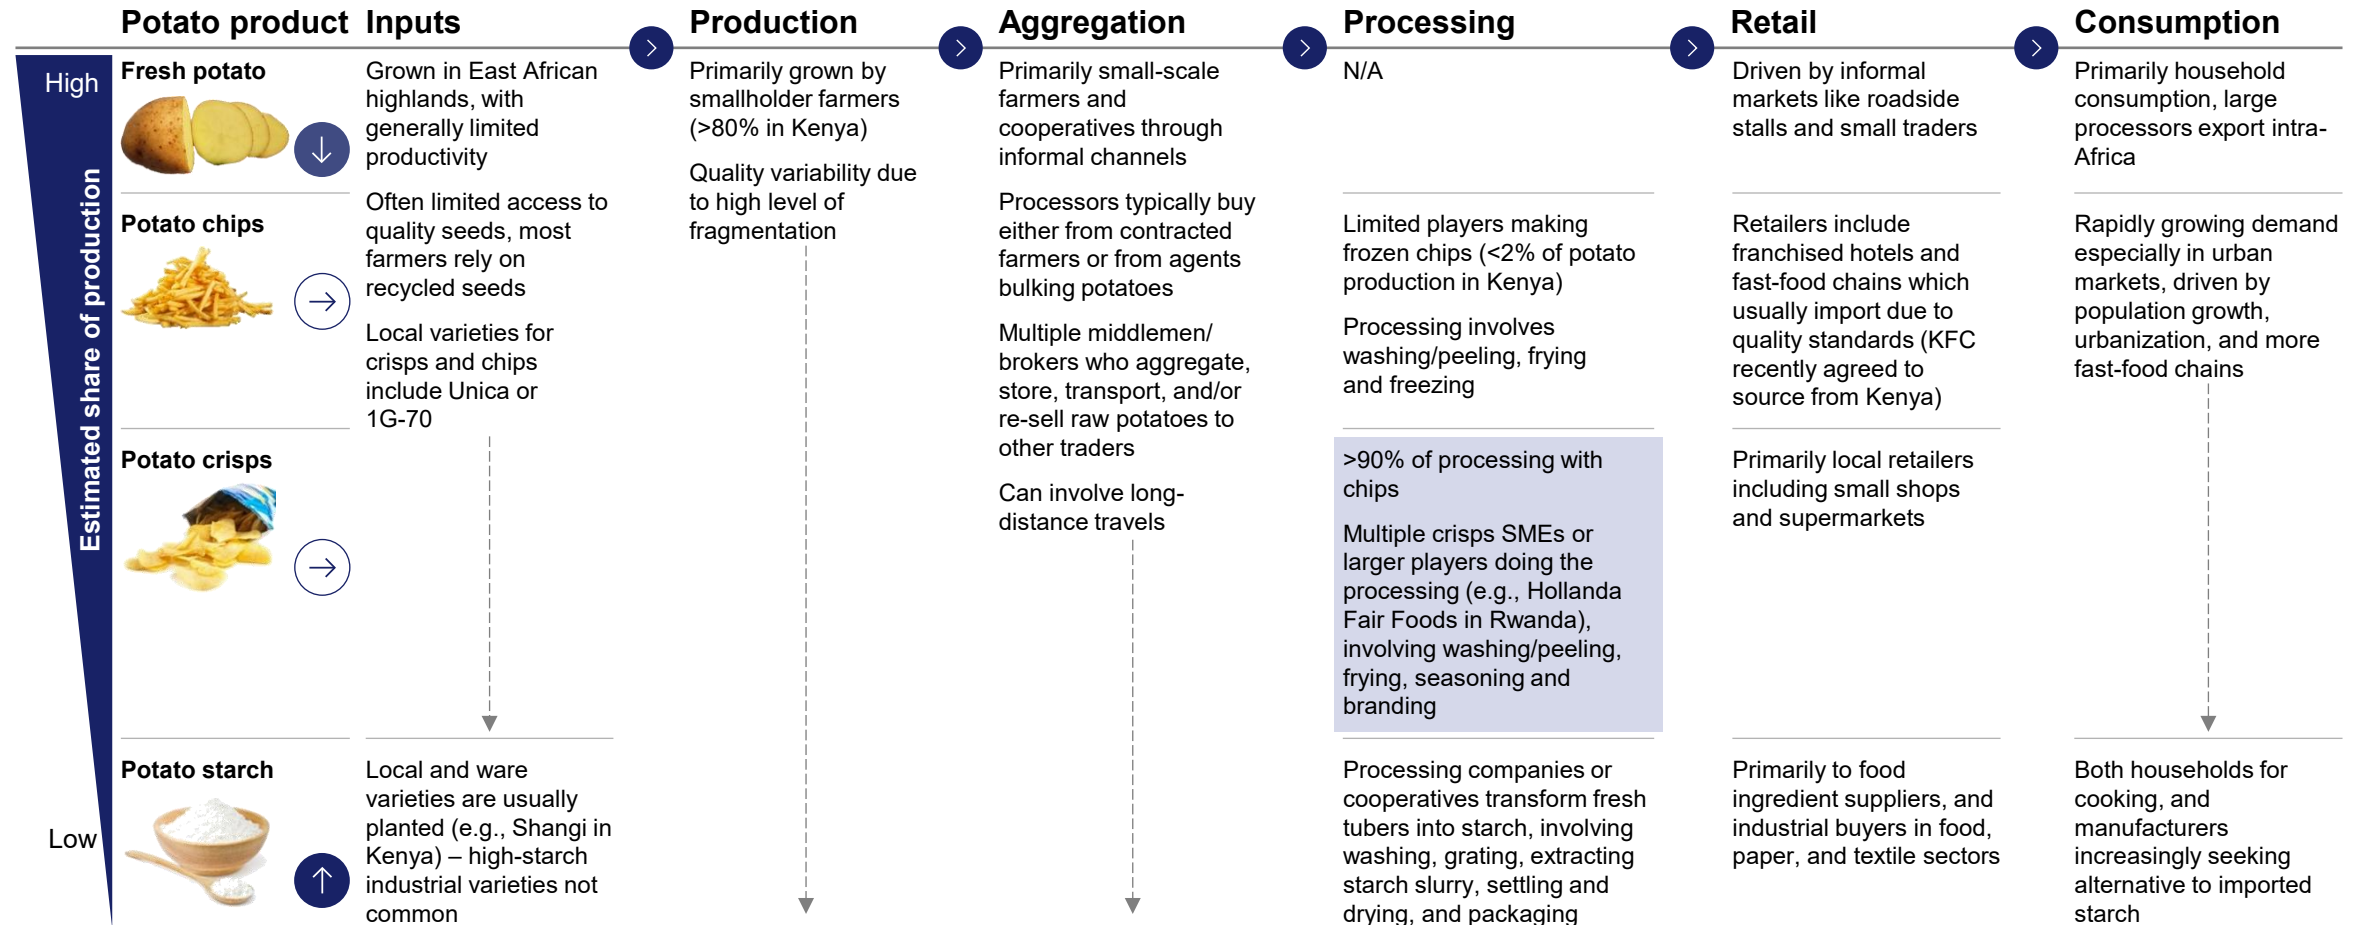 Potato product
Inputs
Production
Aggregation
Processing
Retail
Consumption
High
Estimated share of production
Low
Fresh potato
Potato chips
Potato crisps
Potato starch
Grown in East African
highlands, with
generally limited
productivity
Often limited access to
quality seeds, most
farmers rely on
recycled seeds
Local varieties for
crisps and chips
include Unica or
1G-70
Local and ware
varieties are usually
planted (e.g., Shangi in
Kenya) – high-starch
industrial varieties not
common
Primarily grown by
smallholder farmers
(>80% in Kenya)
Quality variability due
to high level of
fragmentation
Primarily small-scale
farmers and
cooperatives through
informal channels
Processors typically buy
either from contracted
farmers or from agents
bulking potatoes
Multiple middlemen/
brokers who aggregate,
store, transport, and/or
re-sell raw potatoes to
other traders
Can involve long-
distance travels
N/A
Limited players making
frozen chips (<2% of potato
production in Kenya)
Processing involves
washing/peeling, frying
and freezing
>90% of processing with
chips
Multiple crisps SMEs or
larger players doing the
processing (e.g., Hollanda
Fair Foods in Rwanda),
involving washing/peeling,
frying, seasoning and
branding
Processing companies or
cooperatives transform fresh
tubers into starch, involving
washing, grating, extracting
starch slurry, settling and
drying, and packaging
Driven by informal
markets like roadside
stalls and small traders
Retailers include
franchised hotels and
fast-food chains which
usually import due to
quality standards (KFC
recently agreed to
source from Kenya)
Primarily local retailers
including small shops
and supermarkets
Primarily to food
ingredient suppliers, and
industrial buyers in food,
paper, and textile sectors
Primarily household
consumption, large
processors export intra-
Africa
Rapidly growing demand
especially in urban
markets, driven by
population growth,
urbanization, and more
fast-food chains
Both households for
cooking, and
manufacturers
increasingly seeking
alternative to imported
starch